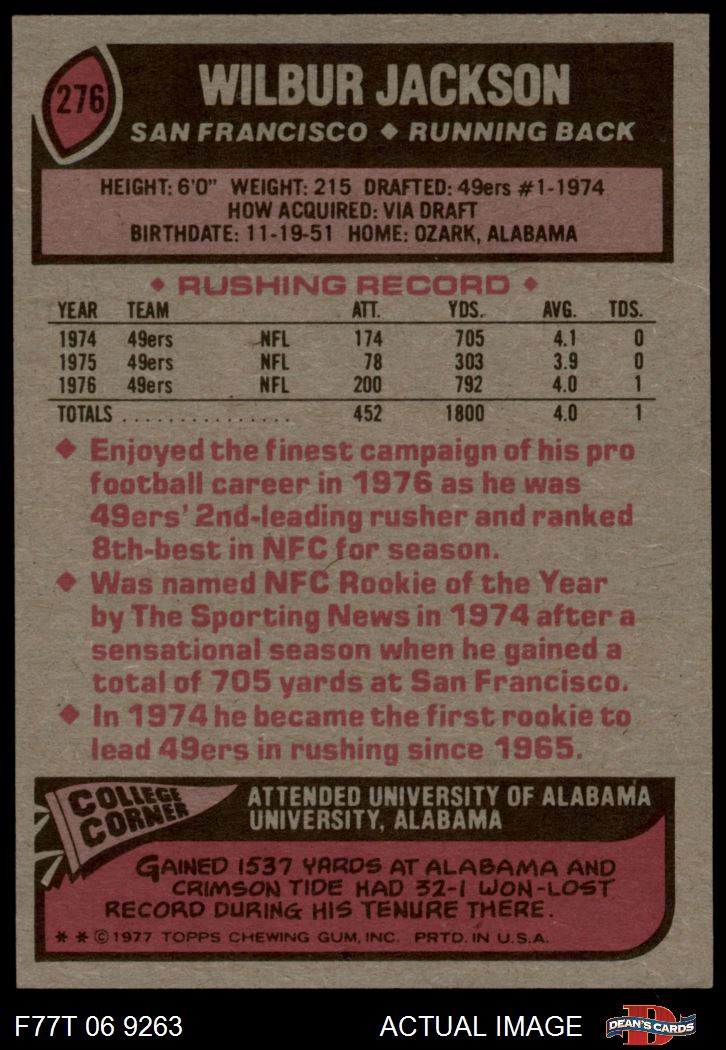 276
WILBUR JACKSON
SAN FRANCISCO ◆ RUNNING BACK
HEIGHT: 6'0" WEIGHT: 215 DRAFTED: 49ers #1-1974
HOW ACQUIRED: VIA DRAFT
BIRTHDATE: 11-19-51 HOME: OZARK, ALABAMA
◆ RUSHING RECORD ◆
YEAR TEAM ATT. YDS. AVG. TDS.
1974 49ers NFL 174 705 4.1 0
1975 49ers NFL 78 303 3.9 0
1976 49ers NFL 200 792 4.0 1
TOTALS . . . . . . . . . . . . . . . . 452 1800 4.0 1
◆ Enjoyed the finest campaign of his pro
football career in 1976 as he was
49ers' 2nd-leading rusher and ranked
8th-best in NFC for season.
◆ Was named NFC Rookie of the Year
by The Sporting News in 1974 after a
sensational season when he gained a
total of 705 yards at San Francisco.
◆ In 1974 he became the first rookie to
lead 49ers in rushing since 1965.
COLLEGE
CORNER
ATTENDED UNIVERSITY OF ALABAMA
UNIVERSITY, ALABAMA
GAINED 1537 YARDS AT ALABAMA AND
CRIMSON TIDE HAD 32-1 WON-LOST
RECORD DURING HIS TENURE THERE.
* * © 1977 TOPPS CHEWING GUM, INC. PRTD. IN U.S.A.
F77T 06 9263 ACTUAL IMAGE
D
DEAN'S CARDS